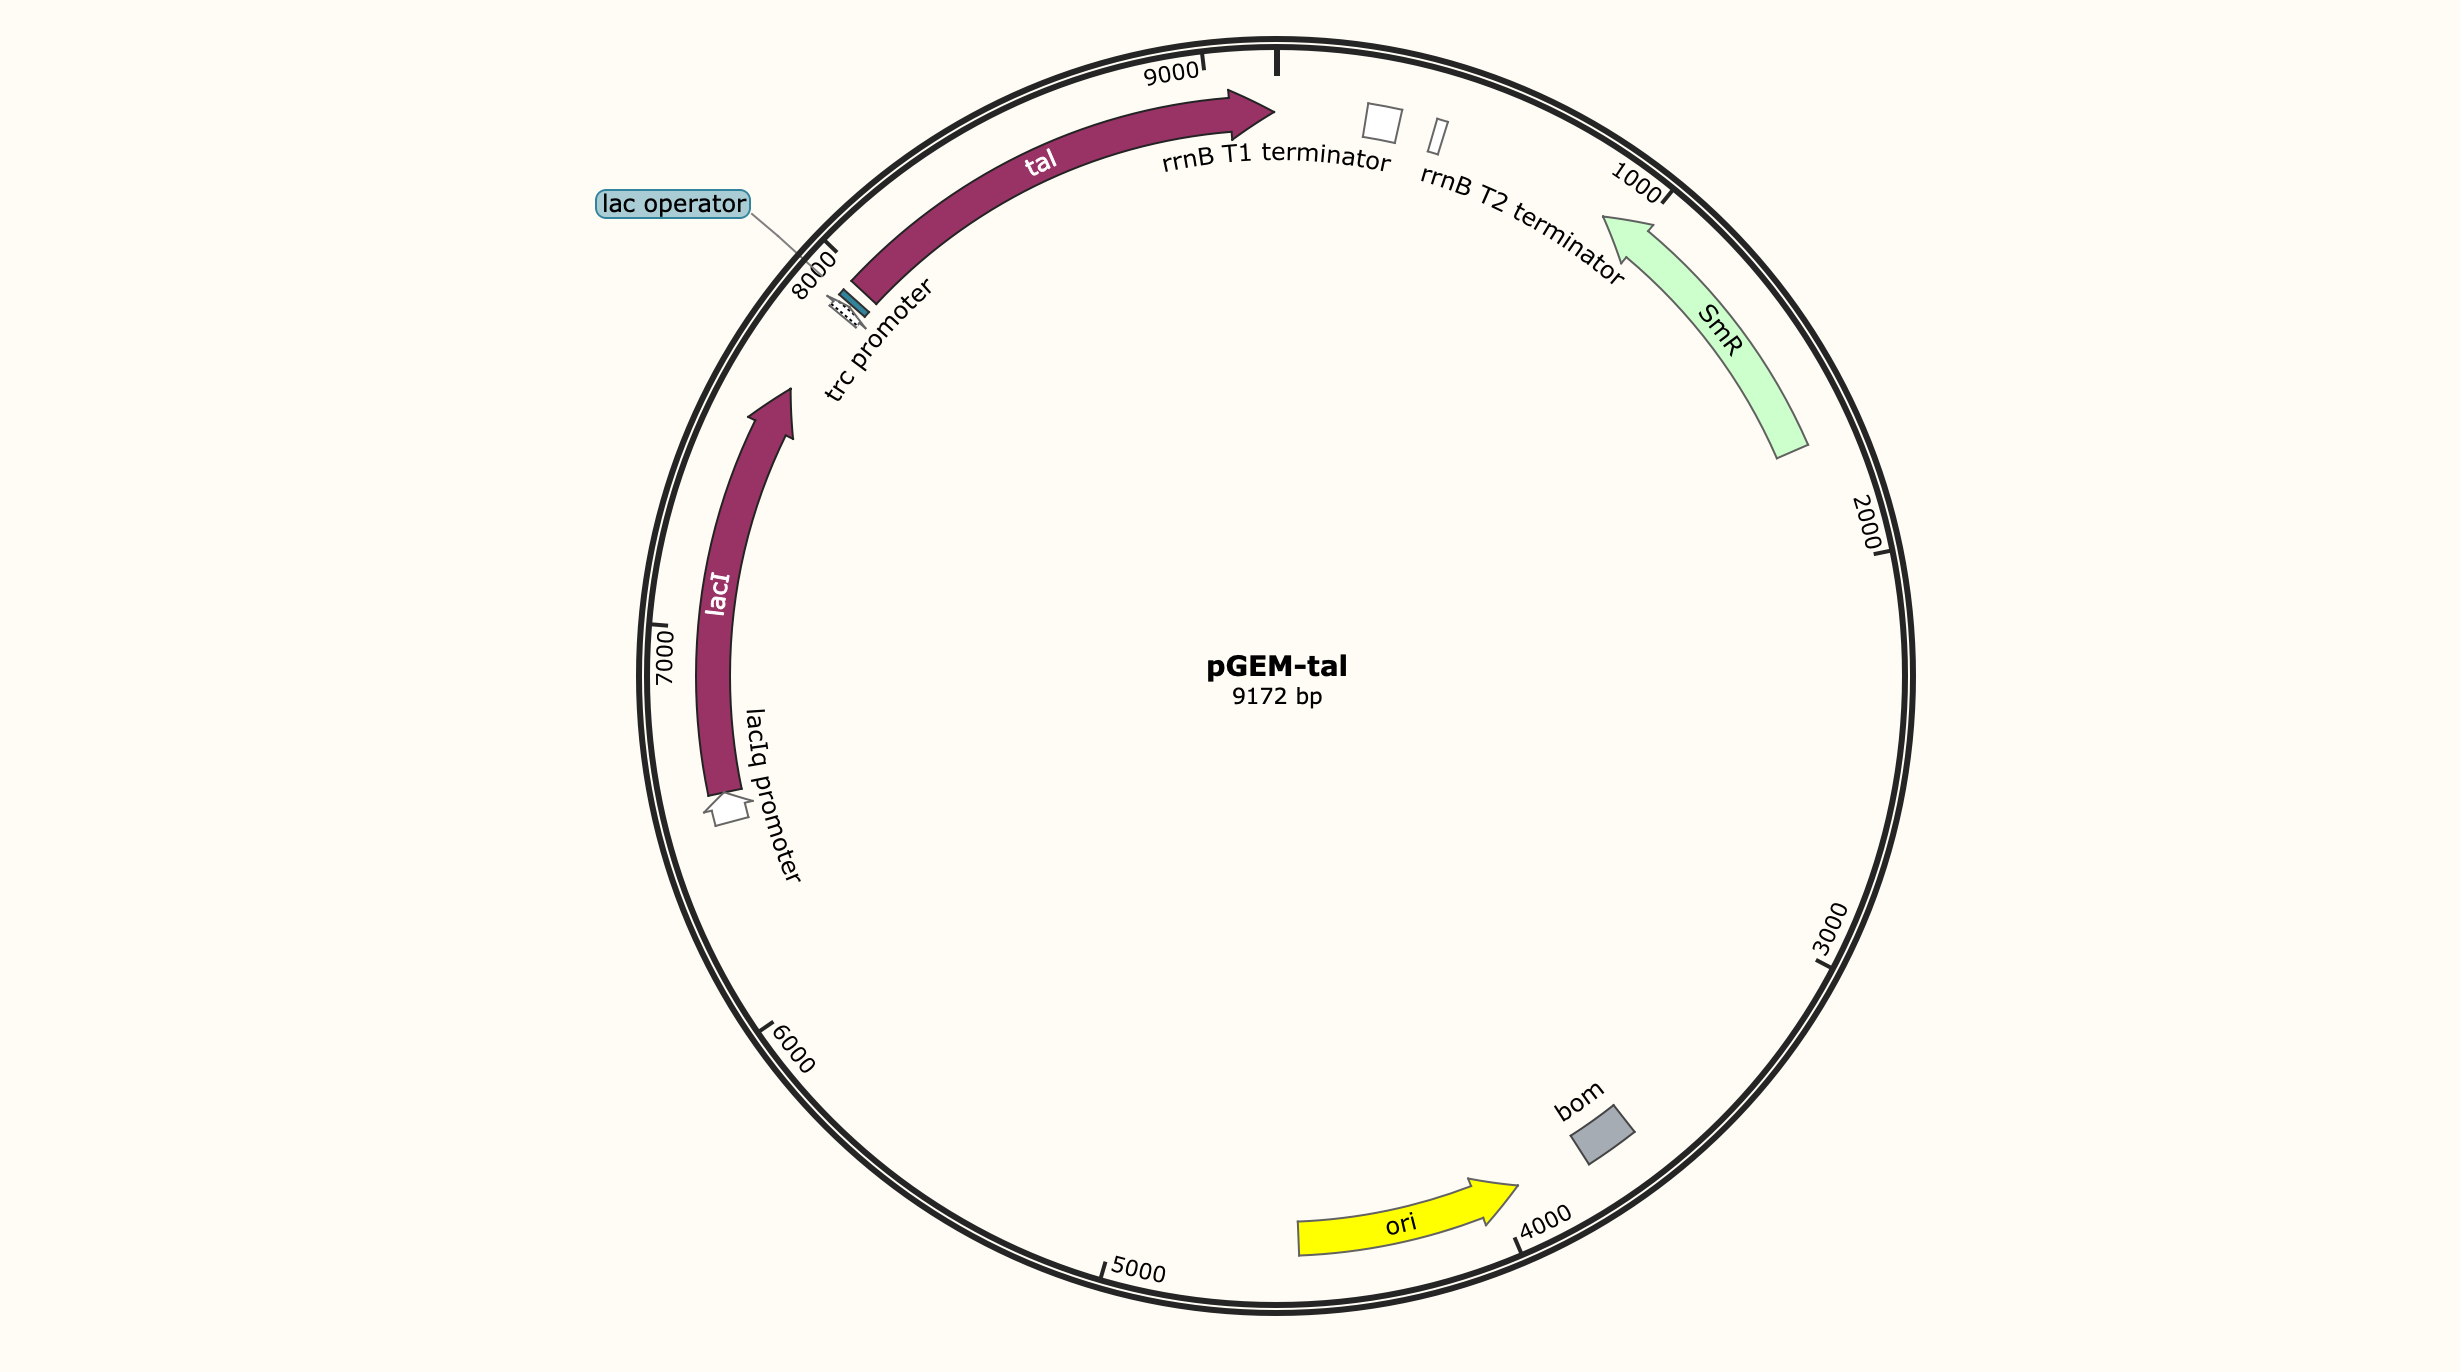 9000
tal
rrnB T1 terminator
rrnB T2 terminator
1000
lac operator
8000
trc promoter
SmR
2000
lacI
7000
pGEM-tal
9172 bp
lacIq promoter
3000
6000
bom
4000
ori
5000